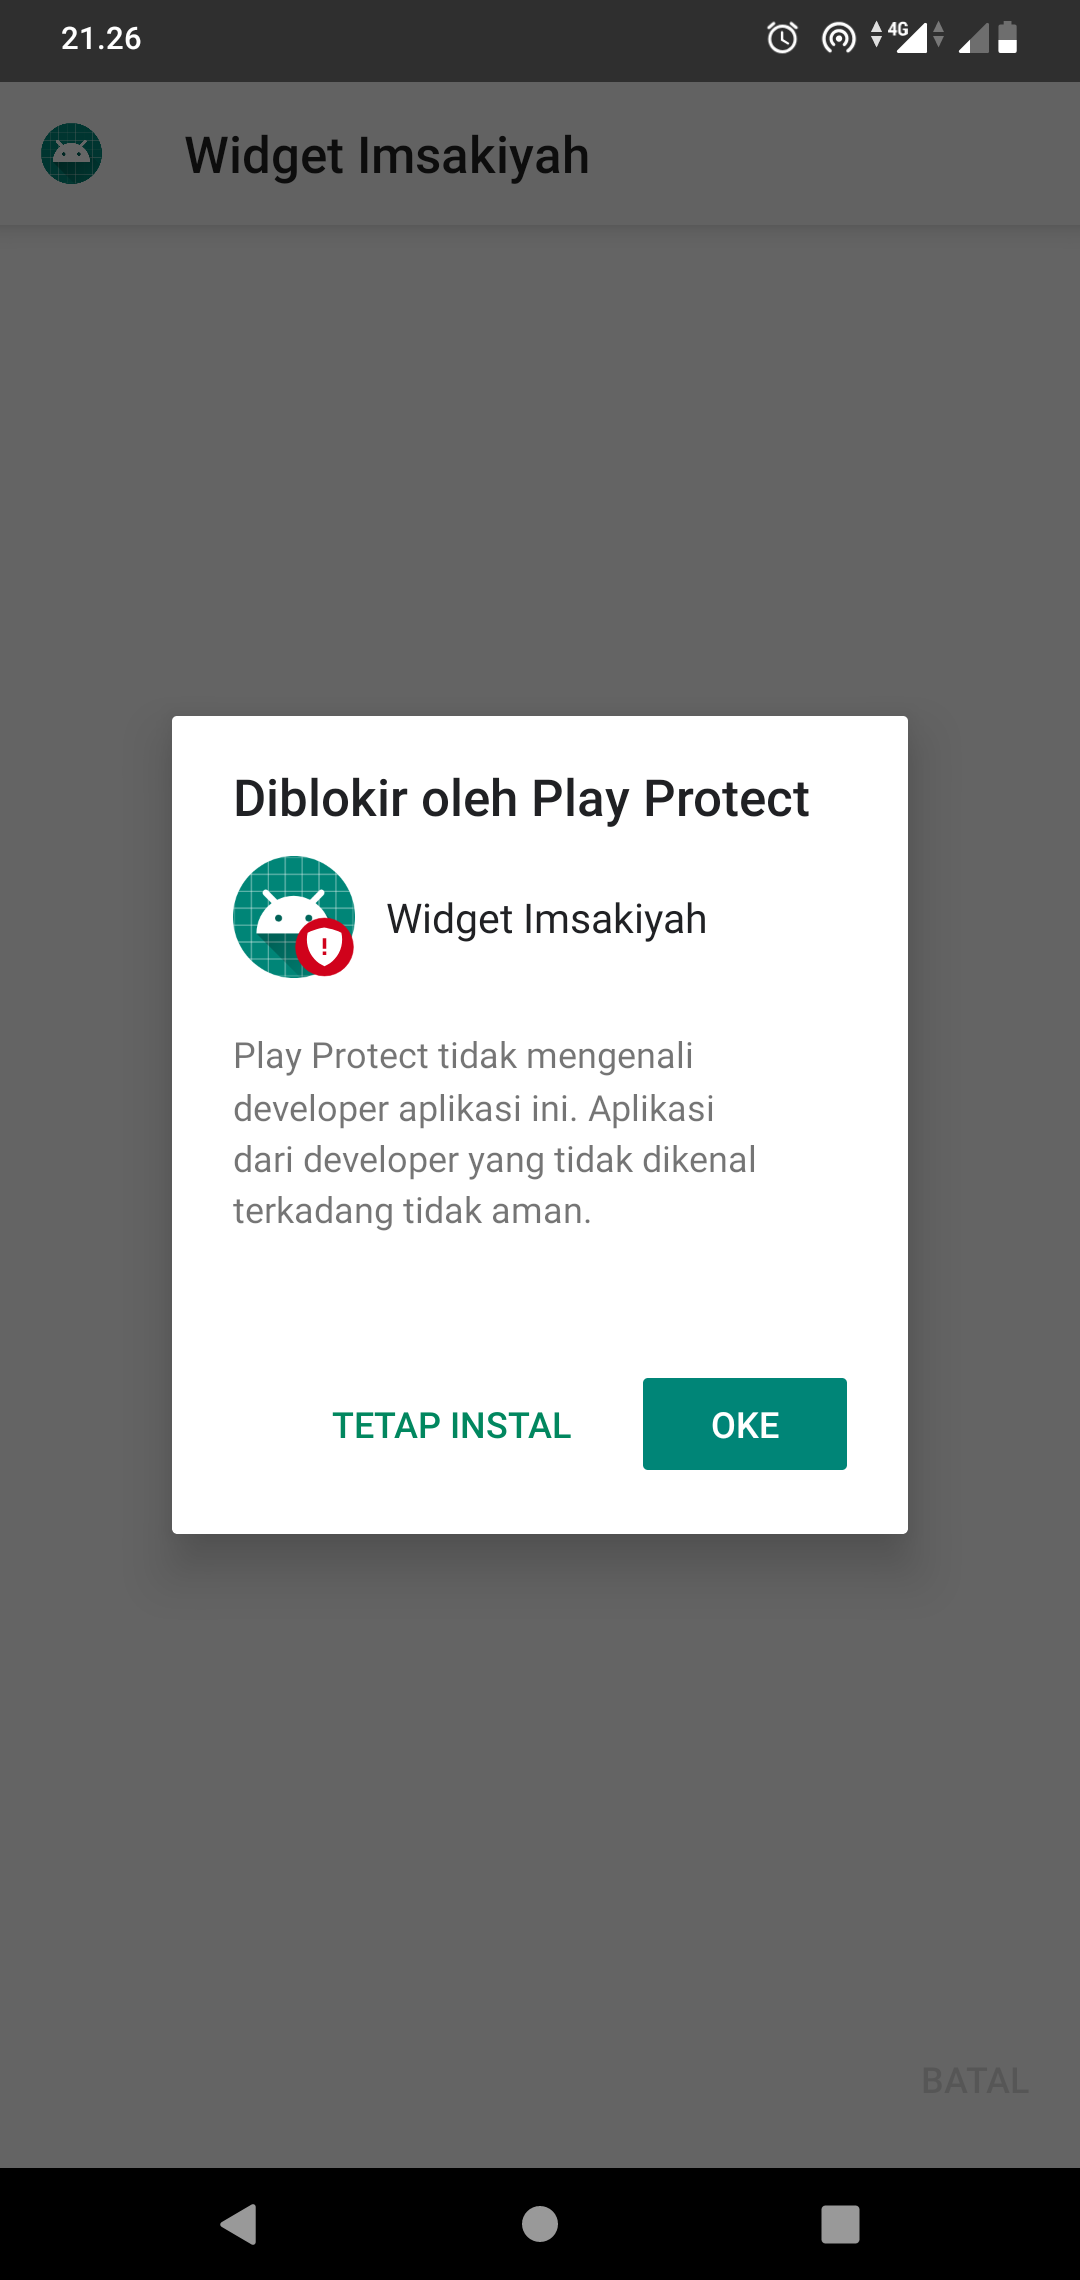 21.26
4G
Widget Imsakiyah
Diblokir oleh Play Protect
Widget Imsakiyah
Play Protect tidak mengenali
developer aplikasi ini. Aplikasi
dari developer yang tidak dikenal
terkadang tidak aman.
TETAP INSTAL
OKE
BATAL